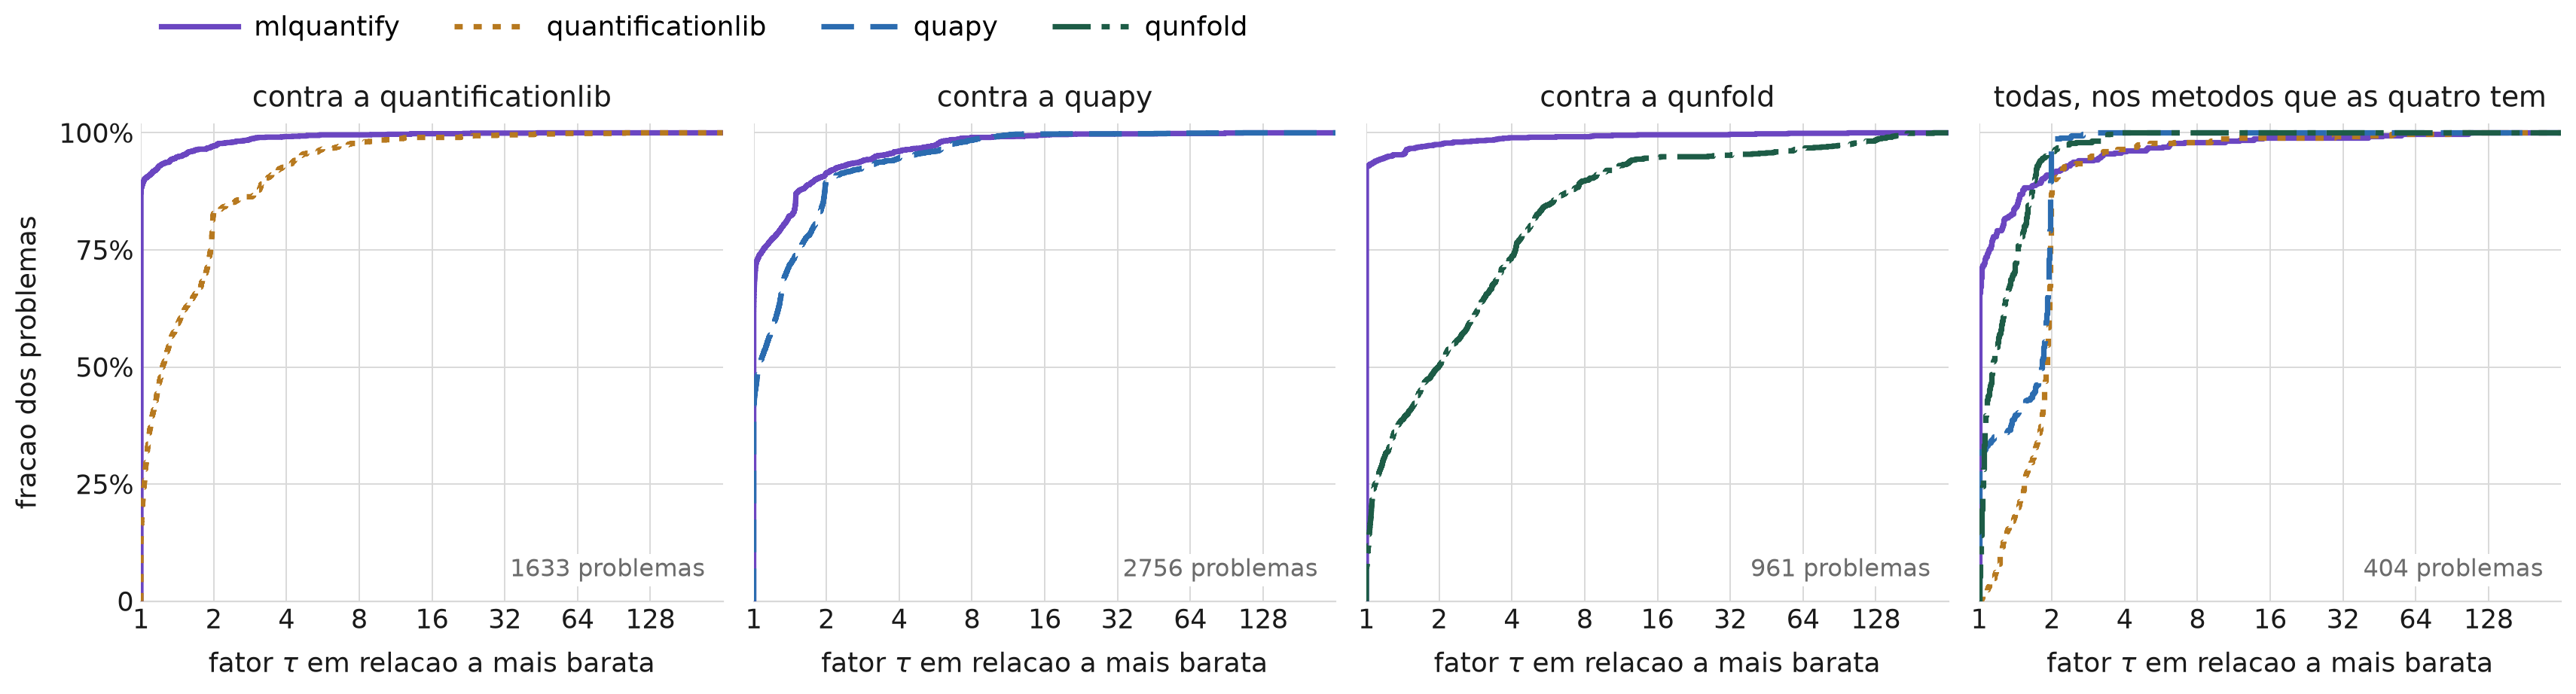 mlquantify quantificationlib quapy qunfold
contra a quantificationlib
contra a quapy
contra a qunfold
todas, nos metodos que as quatro tem
fracao dos problemas
100%
75%
50%
25%
0
1633 problemas
2756 problemas
961 problemas
404 problemas
1 2 4 8 16 32 64 128
1 2 4 8 16 32 64 128
1 2 4 8 16 32 64 128
1 2 4 8 16 32 64 128
fator τ em relacao a mais barata
fator τ em relacao a mais barata
fator τ em relacao a mais barata
fator τ em relacao a mais barata